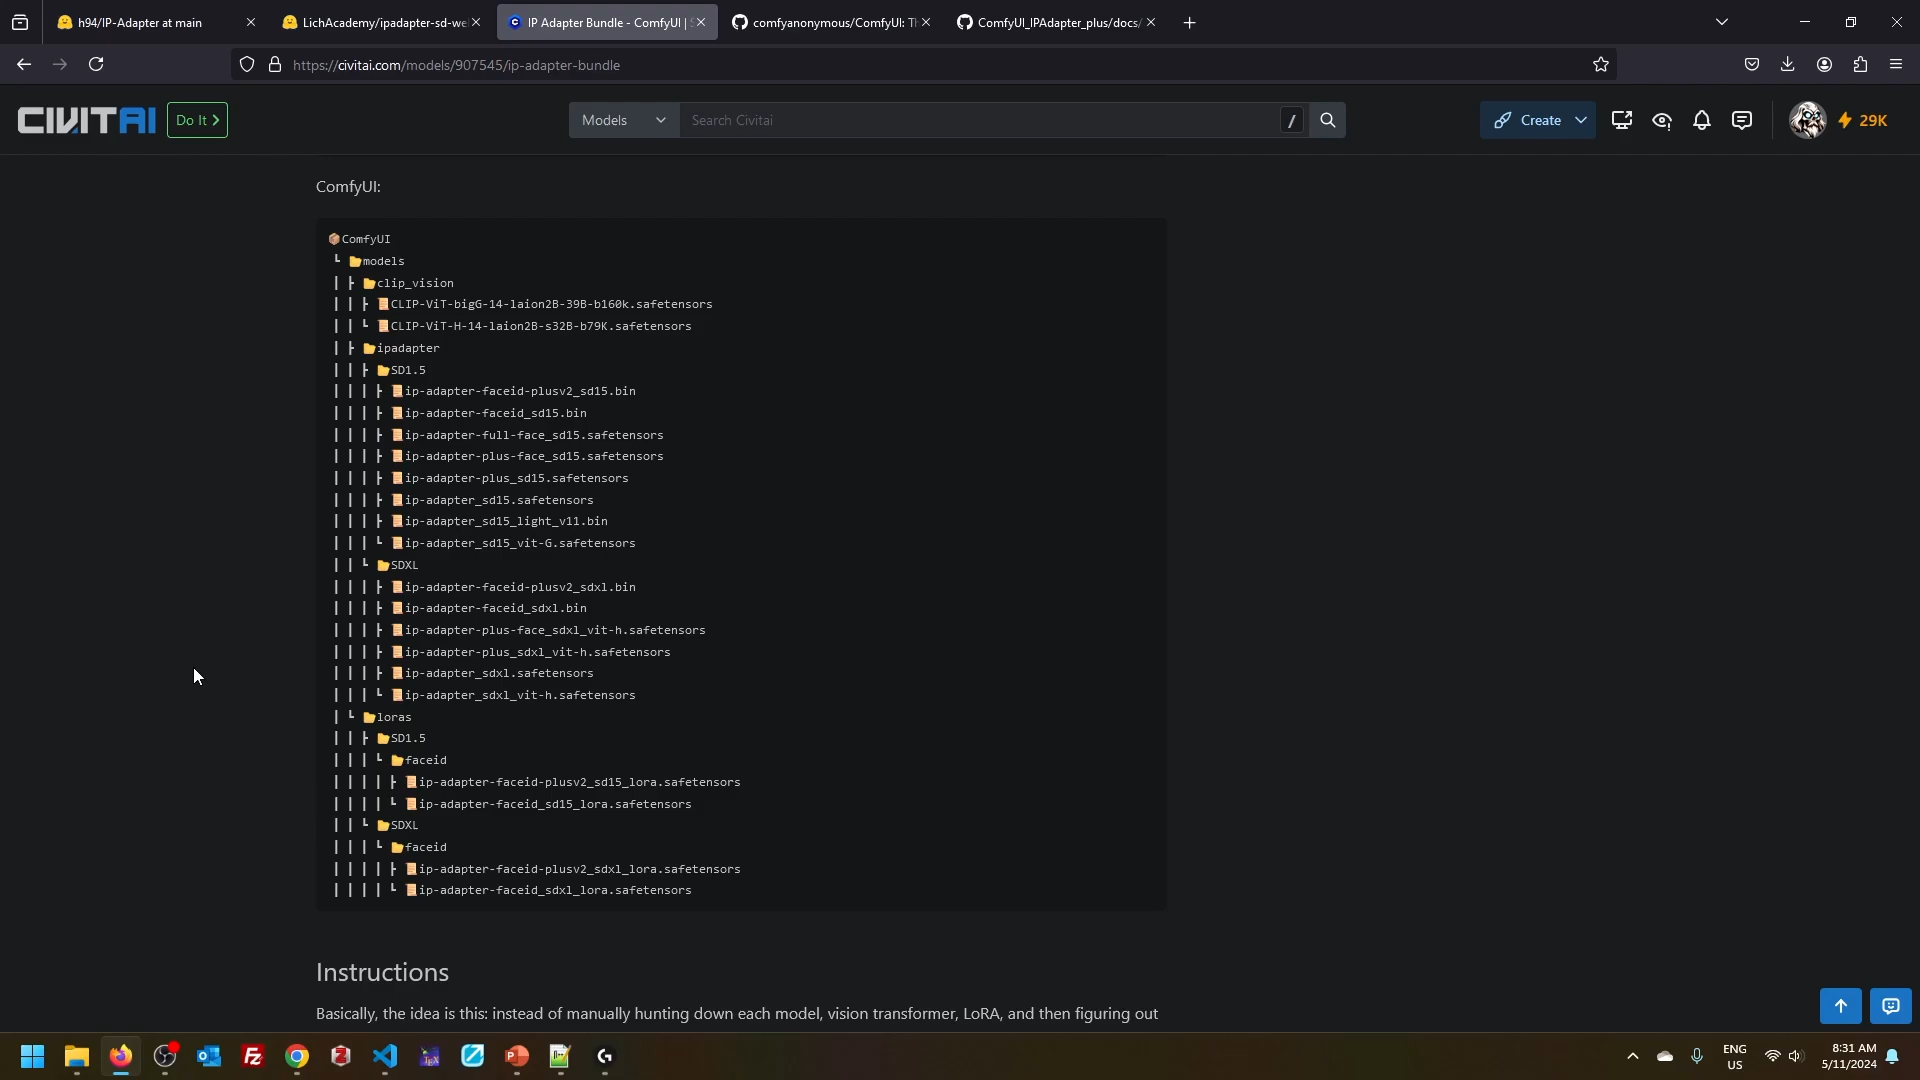 h94/IP-Adapter at main
LichAcademy/ipadapter-sd-we
IP Adapter Bundle - ComfyUI | S
comfyanonymous/ComfyUI: Th
ComfyUI_IPAdapter_plus/docs/
https://civitai.com/models/907545/ip-adapter-bundle
CIVITAI
Do It >
Models
Search Civitai
/
Create
29K
ComfyUI:
ComfyUI
models
clip_vision
CLIP-ViT-bigG-14-laion2B-39B-b160k.safetensors
CLIP-ViT-H-14-laion2B-s32B-b79K.safetensors
ipadapter
SD1.5
ip-adapter-faceid-plusv2_sd15.bin
ip-adapter-faceid_sd15.bin
ip-adapter-full-face_sd15.safetensors
ip-adapter-plus-face_sd15.safetensors
ip-adapter-plus_sd15.safetensors
ip-adapter_sd15.safetensors
ip-adapter_sd15_light_v11.bin
ip-adapter_sd15_vit-G.safetensors
SDXL
ip-adapter-faceid-plusv2_sdxl.bin
ip-adapter-faceid_sdxl.bin
ip-adapter-plus-face_sdxl_vit-h.safetensors
ip-adapter-plus_sdxl_vit-h.safetensors
ip-adapter_sdxl.safetensors
ip-adapter_sdxl_vit-h.safetensors
loras
SD1.5
faceid
ip-adapter-faceid-plusv2_sd15_lora.safetensors
ip-adapter-faceid_sd15_lora.safetensors
SDXL
faceid
ip-adapter-faceid-plusv2_sdxl_lora.safetensors
ip-adapter-faceid_sdxl_lora.safetensors
Instructions
Basically, the idea is this: instead of manually hunting down each model, vision transformer, LoRA, and then figuring out
ENG
US
8:31 AM
5/11/2024